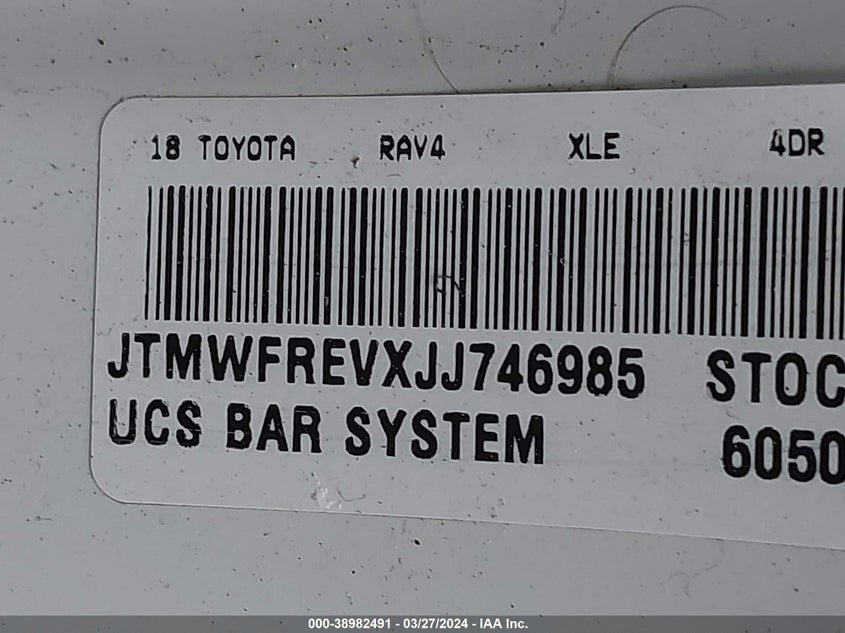 18 TOYOTA RAV4 XLE 4DR
JTMWFREVXJJ746985 STOC
UCS BAR SYSTEM 6050
000-38982491 - 03/27/2024 - IAA Inc.